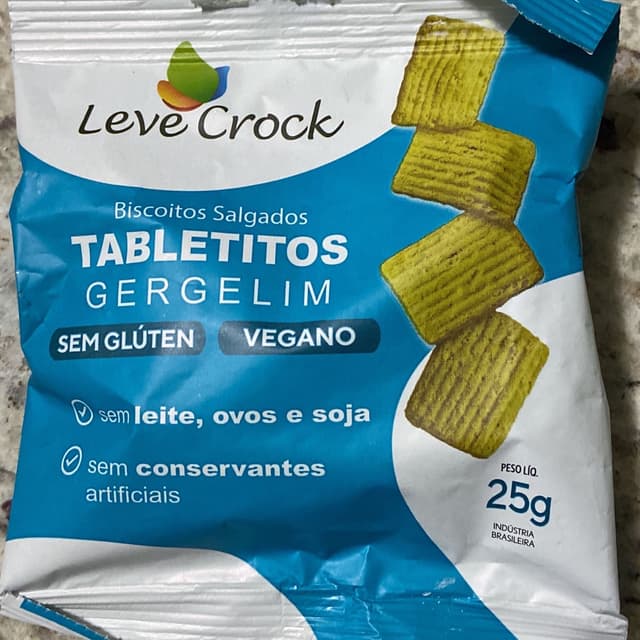 Leve Crock
Biscoitos Salgados
TABLETITOS
GERGELIM
SEM GLÚTEN
VEGANO
sem leite, ovos e soja
sem conservantes
artificiais
PESO LÍQ.
25g
INDÚSTRIA
BRASILEIRA